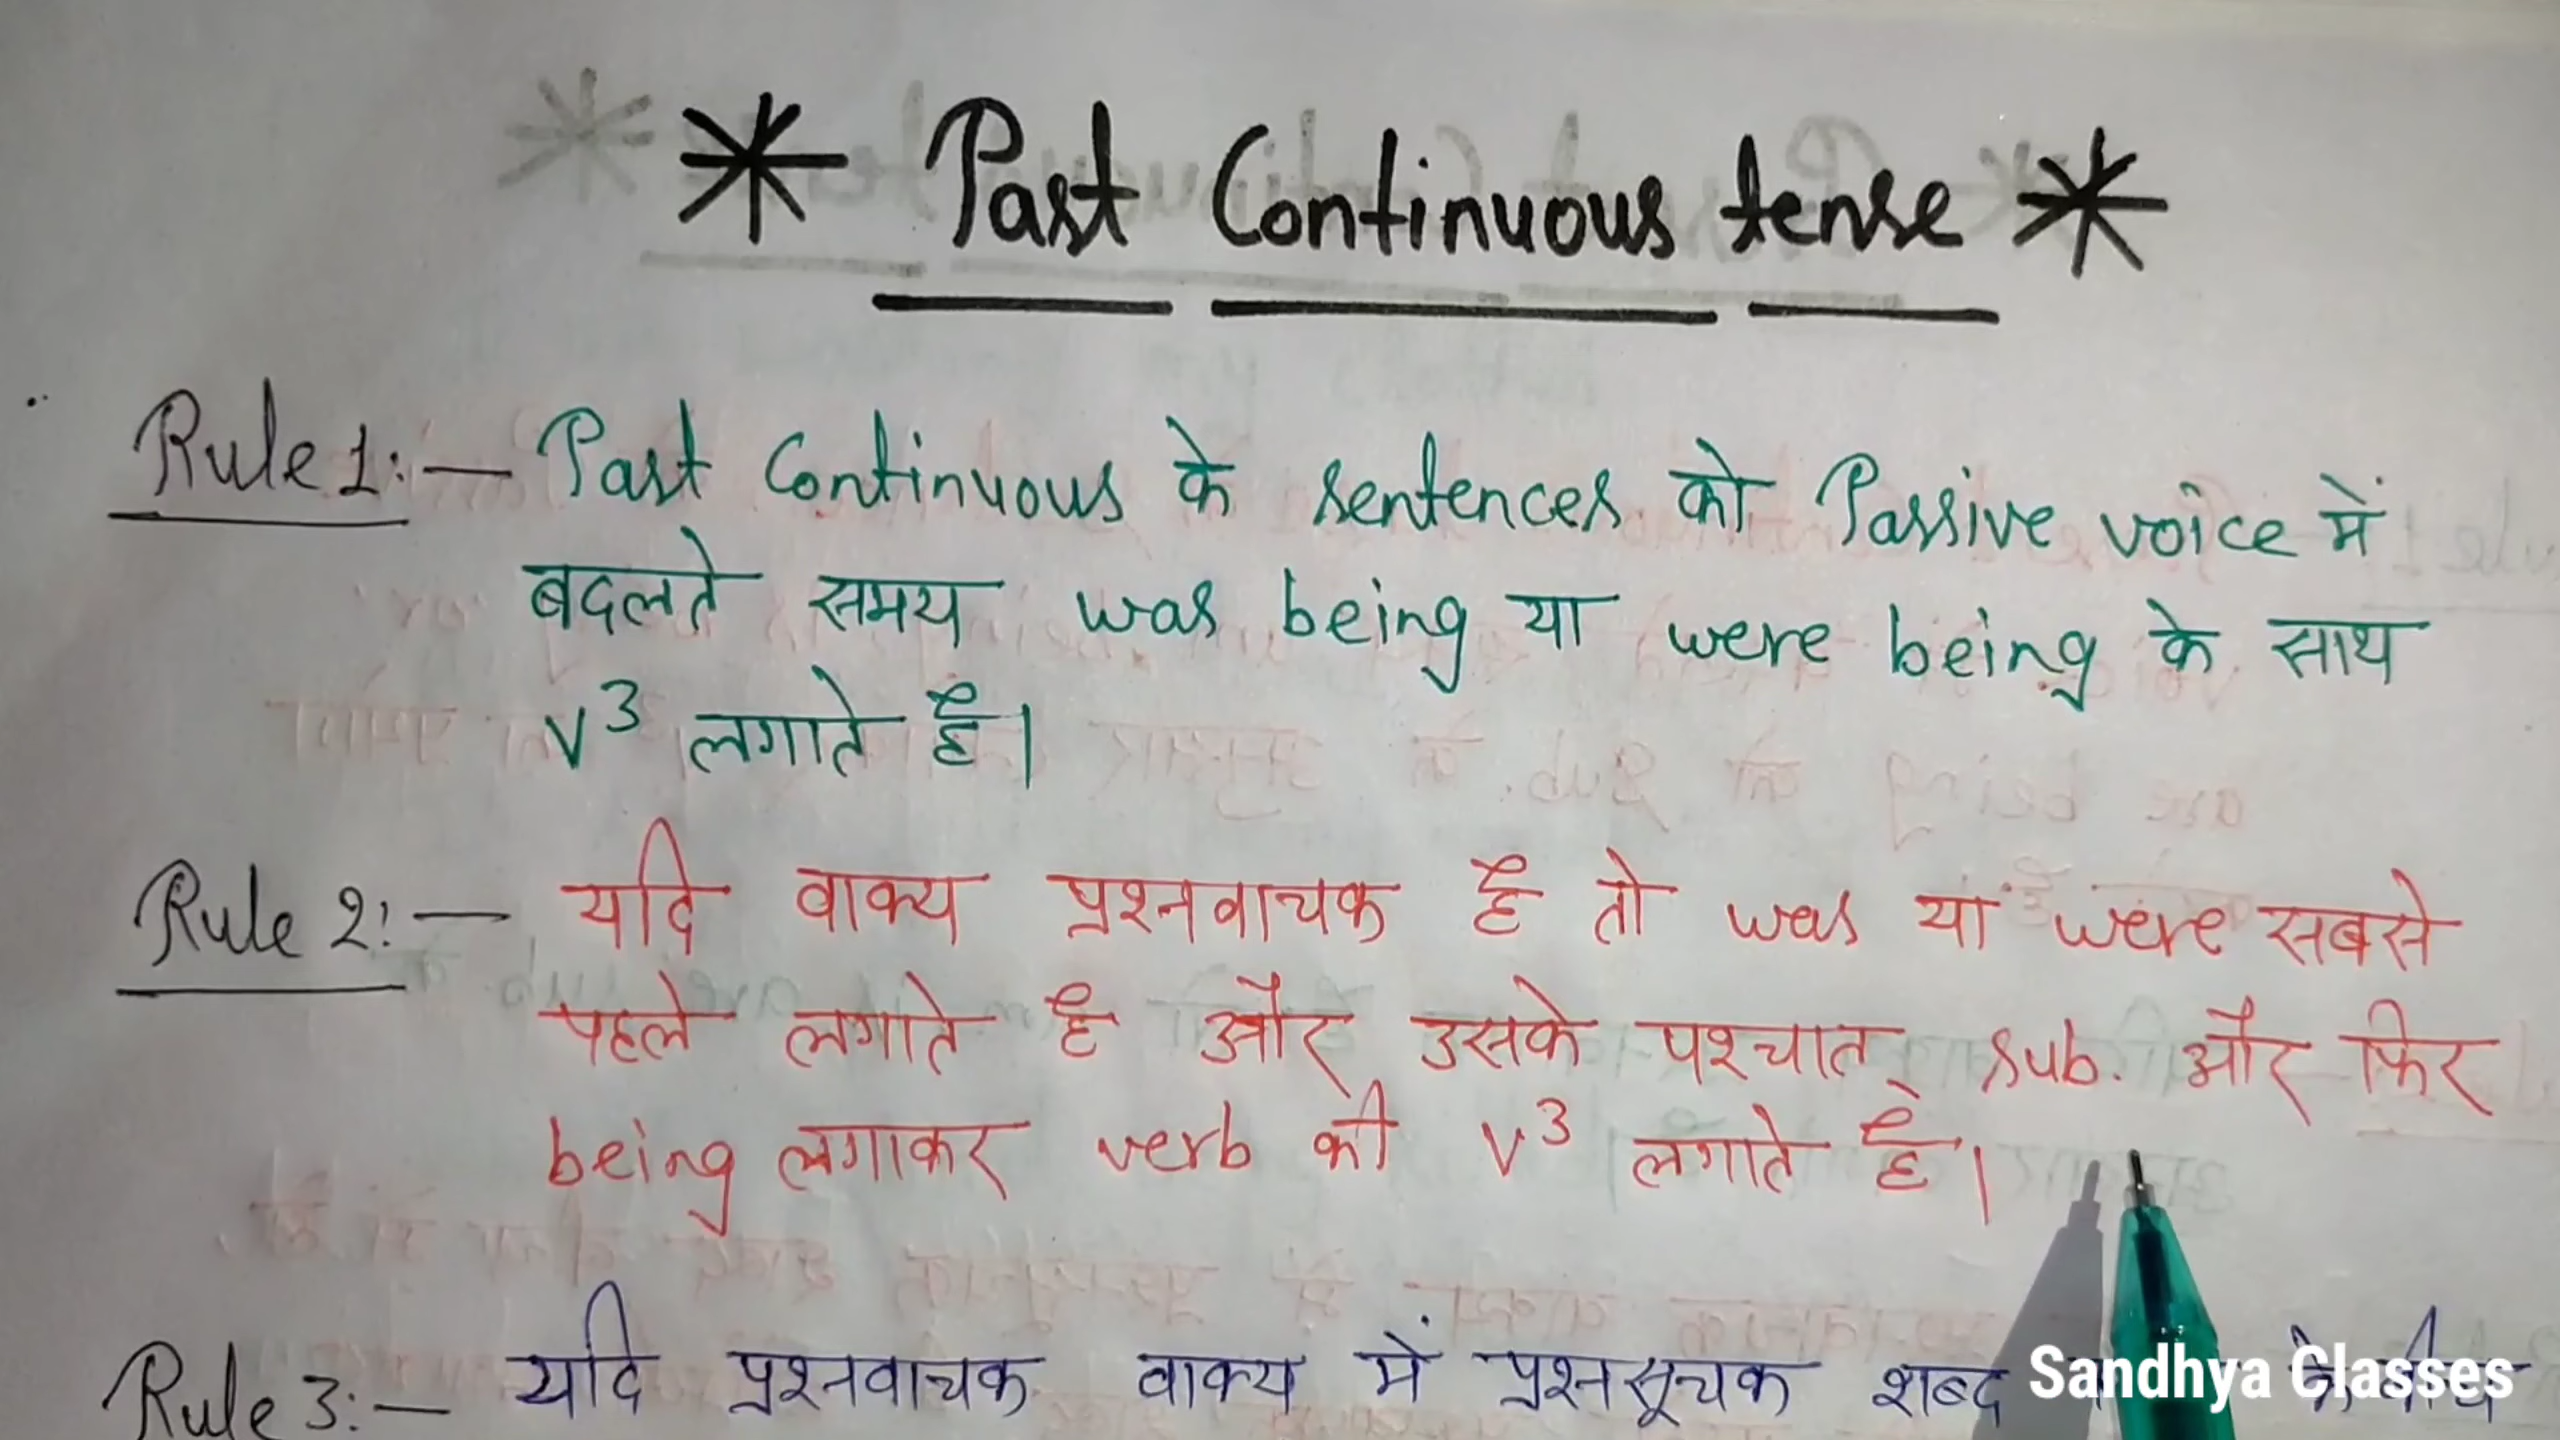 * Past Continuous tense *
Rule 1:— Past Continuous के sentences को Passive voice में
बदलते समय was being या were being के साथ
V³ लगाते है।
Rule 2:— यदि वाक्य प्रश्नवाचक है तो was या were सबसे
पहले लगाते है और उसके पश्चात् sub. और फिर
being लगाकर verb की V³ लगाते है।
Rule 3:— यदि प्रश्नवाचक वाक्य में प्रश्नसूचक शब्द
Sandhya Classes